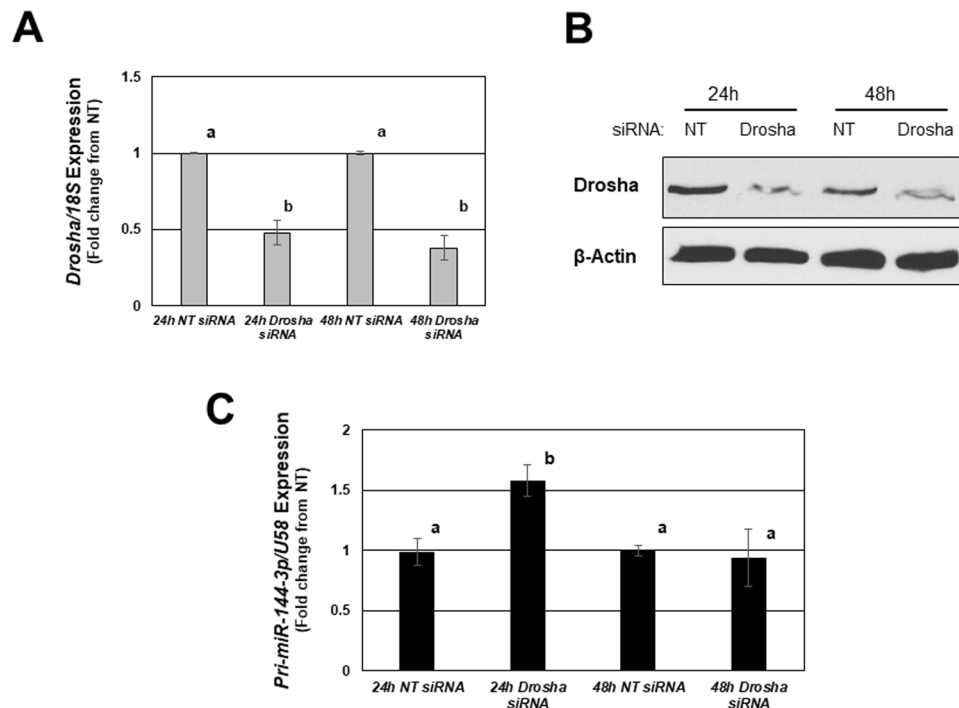 A
Drosha/18S Expression
(Fold change from NT)
1.5
1
0.5
0
a
b
a
b
24h NT siRNA
24h Drosha
siRNA
48h NT siRNA
48h Drosha
siRNA
B
24h
48h
siRNA:
NT
Drosha
NT
Drosha
Drosha
β-Actin
C
Pri-miR-144-3p/U58 Expression
(Fold change from NT)
2
1.5
1
0.5
0
a
b
a
a
24h NT siRNA
24h Drosha
siRNA
48h NT siRNA
48h Drosha
siRNA